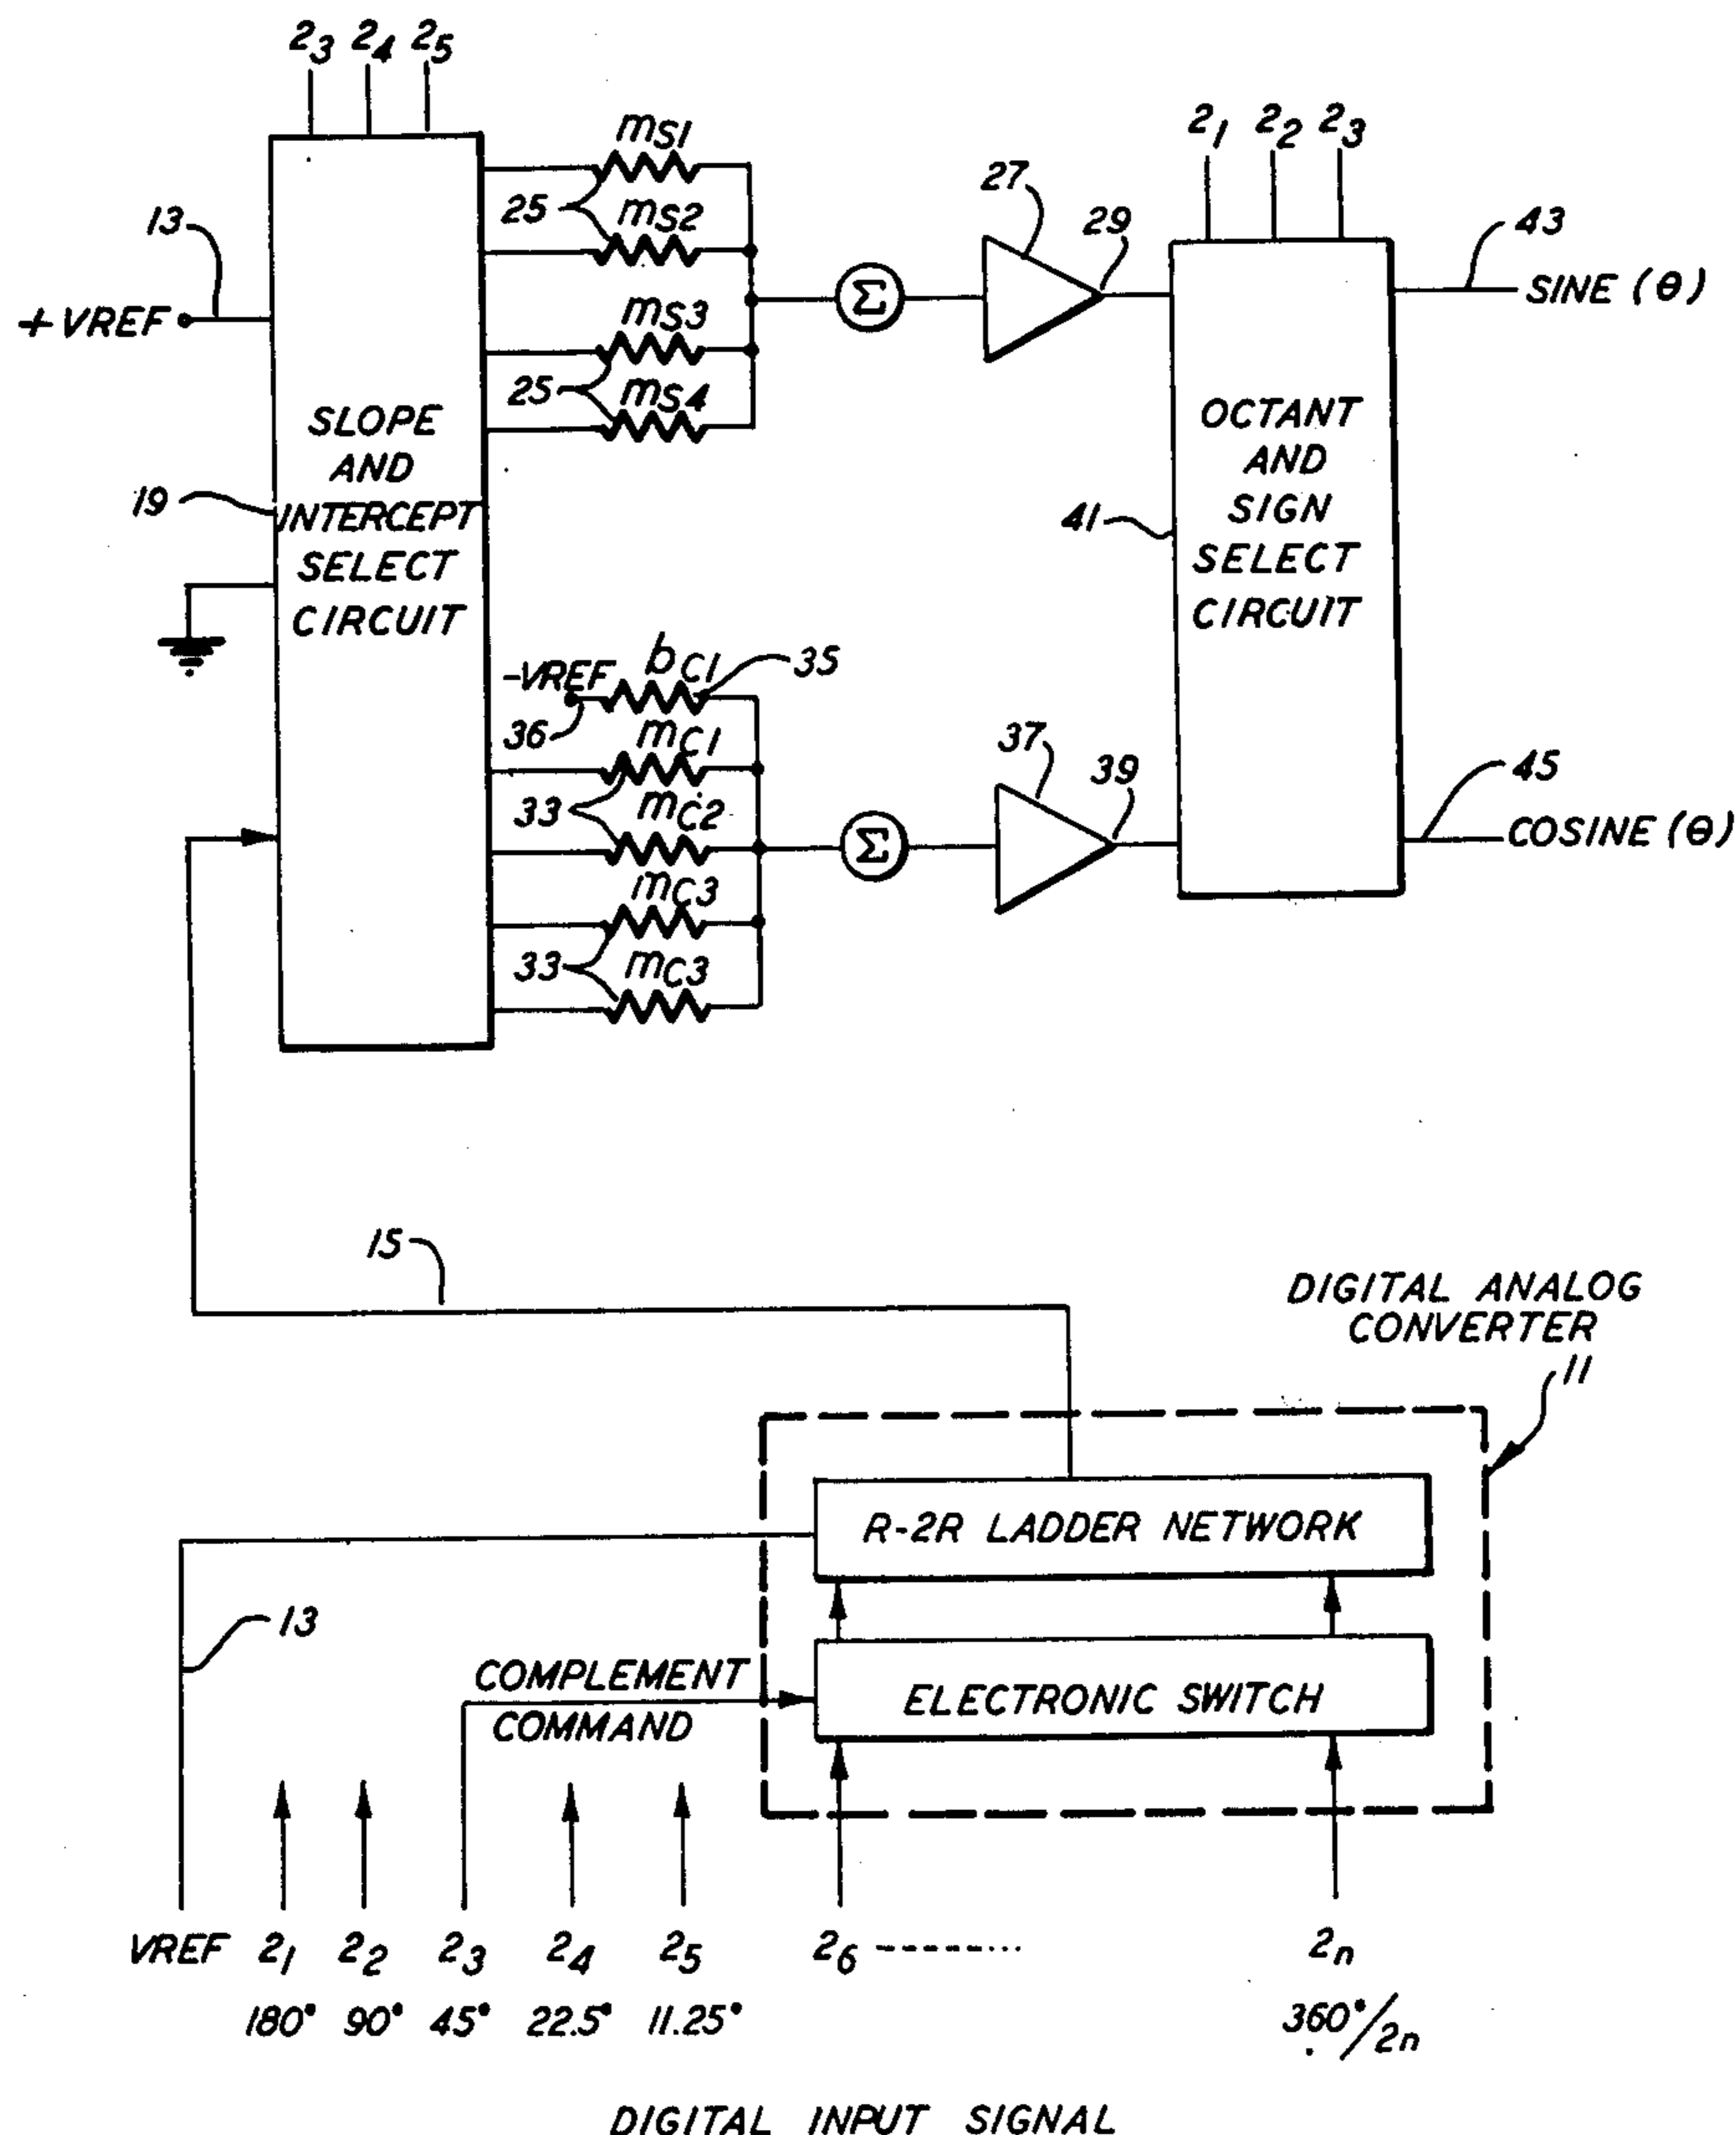 2₃ 2₄ 2₅
mS1
25
mS2
13
+VREF
mS3
25
mS4
SLOPE
AND
INTERCEPT
SELECT
CIRCUIT
19
-VREF
bC1
35
36
mC1
33
mC2
mC3
33
mC3
Σ
27
29
Σ
37
39
2₁ 2₂ 2₃
OCTANT
AND
SIGN
SELECT
CIRCUIT
41
43
SINE (θ)
45
COSINE (θ)
15
DIGITAL ANALOG
CONVERTER
11
R-2R LADDER NETWORK
13
COMPLEMENT
COMMAND
ELECTRONIC SWITCH
VREF 2₁ 2₂ 2₃ 2₄ 2₅ 2₆ --------... 2ₙ
180° 90° 45° 22.5° 11.25° 360°/2ₙ
DIGITAL INPUT SIGNAL